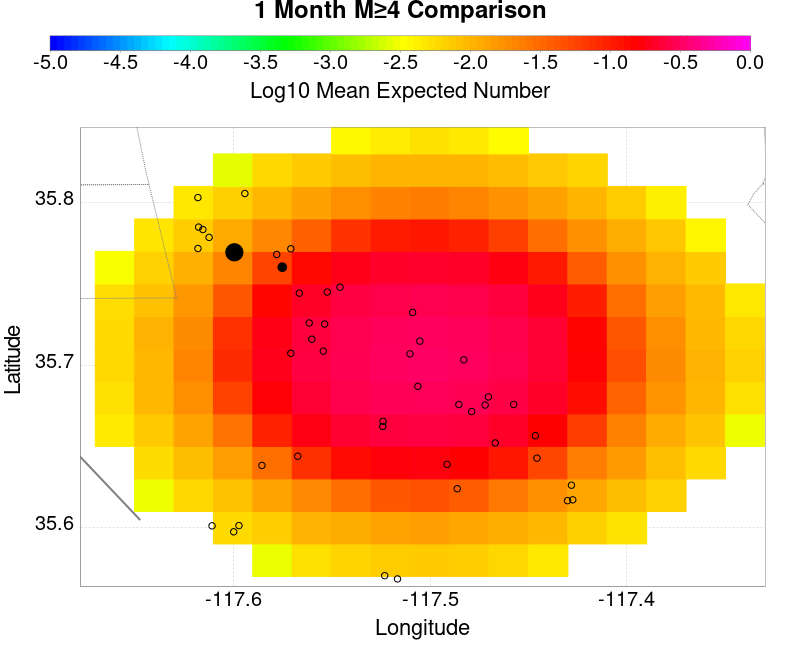 1 Month M≥4 Comparison
-5.0 -4.5 -4.0 -3.5 -3.0 -2.5 -2.0 -1.5 -1.0 -0.5 0.0
Log10 Mean Expected Number
35.8
35.7
35.6
Latitude
-117.6 -117.5 -117.4
Longitude